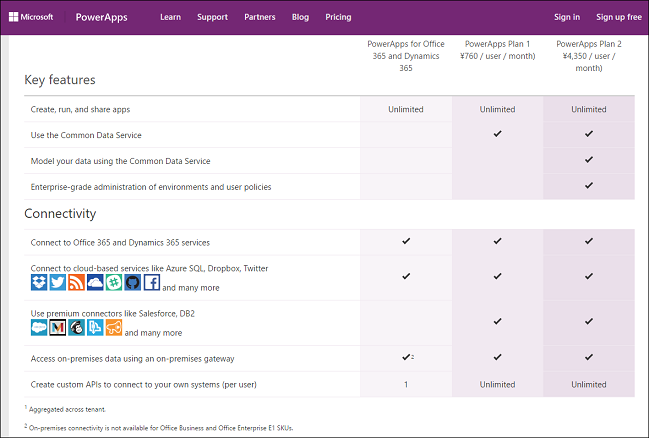 Microsoft PowerApps Learn Support Partners Blog Pricing Sign in Sign up free
PowerApps for Office 365 and Dynamics 365
PowerApps Plan 1 ¥760 / user / month)
PowerApps Plan 2 ¥4,350 / user / month)
Key features
Create, run, and share apps Unlimited Unlimited Unlimited
Use the Common Data Service ✔ ✔
Model your data using the Common Data Service ✔
Enterprise-grade administration of environments and user policies ✔
Connectivity
Connect to Office 365 and Dynamics 365 services ✔ ✔ ✔
Connect to cloud-based services like Azure SQL, Dropbox, Twitter
and many more ✔ ✔ ✔
Use premium connectors like Salesforce, DB2
and many more ✔ ✔
Access on-premises data using an on-premises gateway ✔2 ✔ ✔
Create custom APIs to connect to your own systems (per user) 1 Unlimited Unlimited
1 Aggregated across tenant.
2 On-premises connectivity is not available for Office Business and Office Enterprise E1 SKUs.